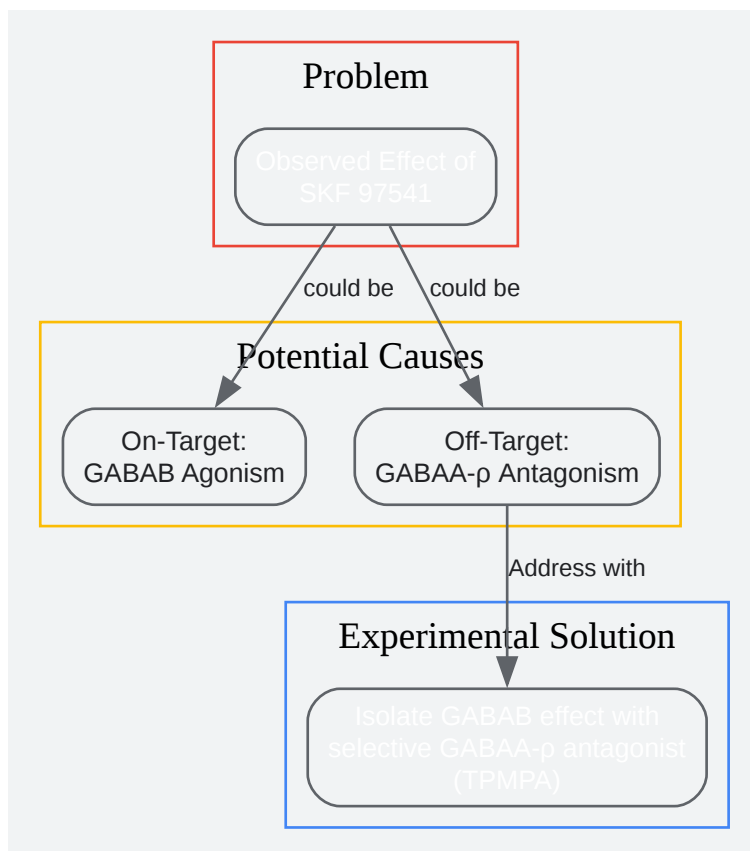 Problem
Observed Effect of
SKF 97541
could be
could be
Potential Causes
On-Target:
GABAB Agonism
Off-Target:
GABAA-ρ Antagonism
Address with
Experimental Solution
Isolate GABAB effect with
selective GABAA-ρ antagonist
(TPMPA)